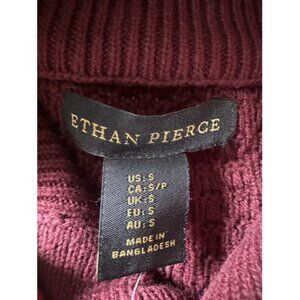 ETHAN PIERCE
US: S
CA: S/P
UK: S
EU: S
AU: S
MADE IN
BANGLADESH